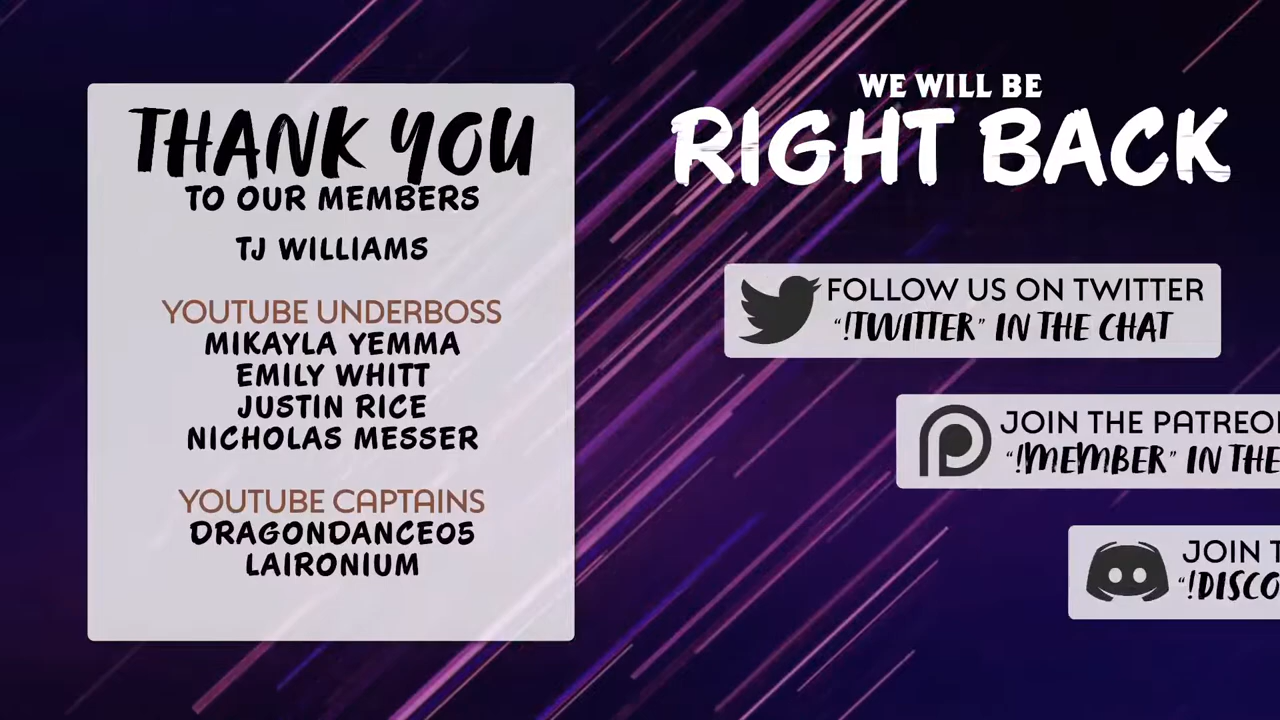 THANK YOU
TO OUR MEMBERS
TJ WILLIAMS
YOUTUBE UNDERBOSS
MIKAYLA YEMMA
EMILY WHITT
JUSTIN RICE
NICHOLAS MESSER
YOUTUBE CAPTAINS
DRAGONDANCE05
LAIRONIUM
WE WILL BE
RIGHT BACK
FOLLOW US ON TWITTER
“!TWITTER” IN THE CHAT
JOIN THE PATREO
“!MEMBER” IN THE
JOIN T
“!DISCO